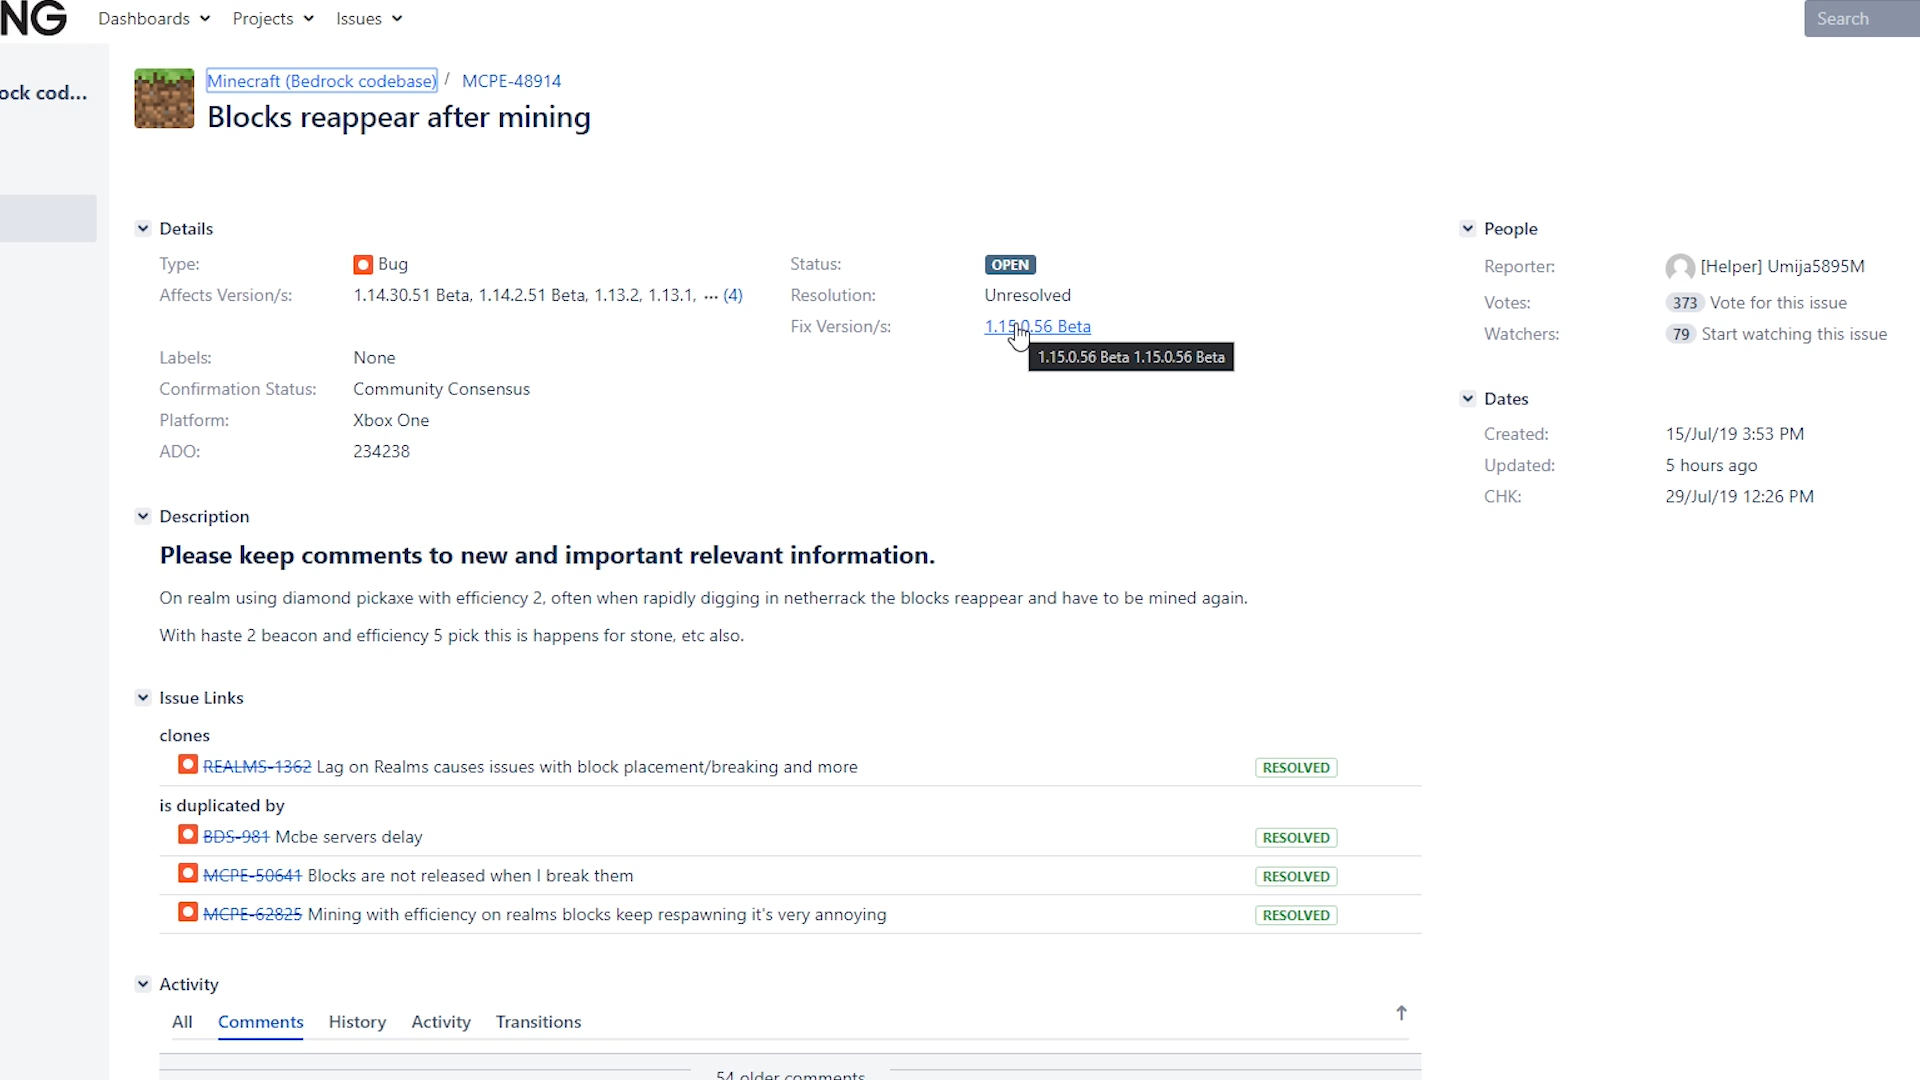 NG Dashboards Projects Issues Search
ock cod...
Minecraft (Bedrock codebase) / MCPE-48914
Blocks reappear after mining
Details
Type: Bug
Affects Version/s: 1.14.30.51 Beta, 1.14.2.51 Beta, 1.13.2, 1.13.1, ... (4)
Labels: None
Confirmation Status: Community Consensus
Platform: Xbox One
ADO: 234238
Status: OPEN
Resolution: Unresolved
Fix Version/s: 1.15.0.56 Beta
1.15.0.56 Beta 1.15.0.56 Beta
People
Reporter: [Helper] Umija5895M
Votes: 373 Vote for this issue
Watchers: 79 Start watching this issue
Dates
Created: 15/Jul/19 3:53 PM
Updated: 5 hours ago
CHK: 29/Jul/19 12:26 PM
Description
Please keep comments to new and important relevant information.
On realm using diamond pickaxe with efficiency 2, often when rapidly digging in netherrack the blocks reappear and have to be mined again.
With haste 2 beacon and efficiency 5 pick this is happens for stone, etc also.
Issue Links
clones
REALMS-1362 Lag on Realms causes issues with block placement/breaking and more RESOLVED
is duplicated by
BDS-981 Mcbe servers delay RESOLVED
MCPE-50641 Blocks are not released when I break them RESOLVED
MCPE-62825 Mining with efficiency on realms blocks keep respawning it's very annoying RESOLVED
Activity
All Comments History Activity Transitions
54 older comments